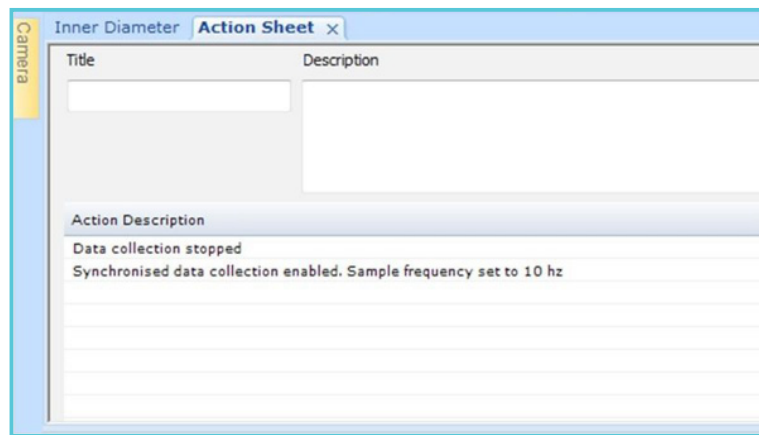 Camera
Inner Diameter Action Sheet x
Title Description
Action Description
Data collection stopped
Synchronised data collection enabled. Sample frequency set to 10 hz